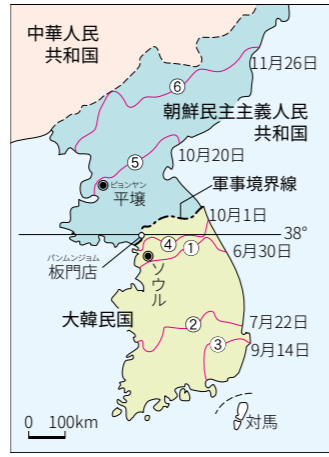 中華人民
共和国
⑥
11月26日
朝鮮民主主義人民
共和国
⑤
10月20日
ピョンヤン
平壌
軍事境界線
10月1日
38°
パンムンジョム
板門店
④
①
6月30日
ソウル
大韓民国
②
7月22日
③
9月14日
0 100km
対馬